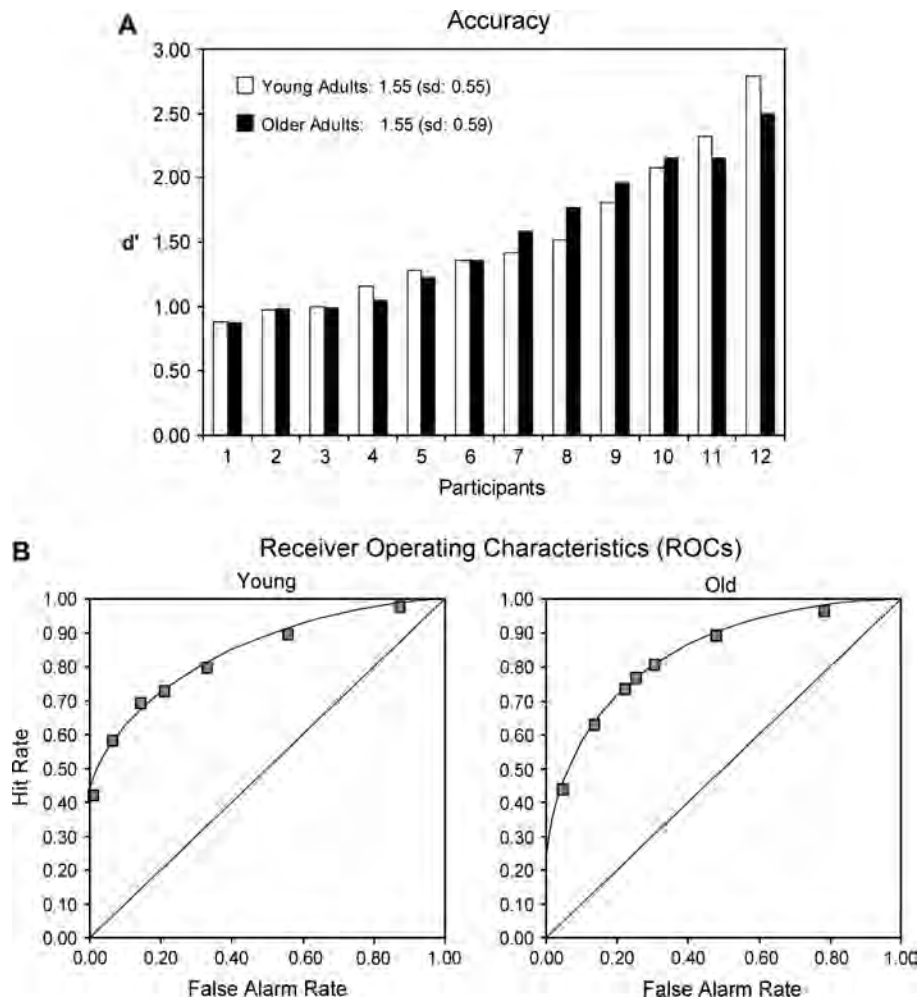 A
Accuracy
3.00
2.50
2.00
1.50
1.00
0.50
0.00
d'
Young Adults: 1.55 (sd: 0.55)
Older Adults: 1.55 (sd: 0.59)
1 2 3 4 5 6 7 8 9 10 11 12
Participants
B
Receiver Operating Characteristics (ROCs)
Young
1.00
0.90
0.80
0.70
0.60
0.50
0.40
0.30
0.20
0.10
0.00
Hit Rate
0.00 0.20 0.40 0.60 0.80 1.00
False Alarm Rate
Old
1.00
0.90
0.80
0.70
0.60
0.50
0.40
0.30
0.20
0.10
0.00
0.00 0.20 0.40 0.60 0.80 1.00
False Alarm Rate